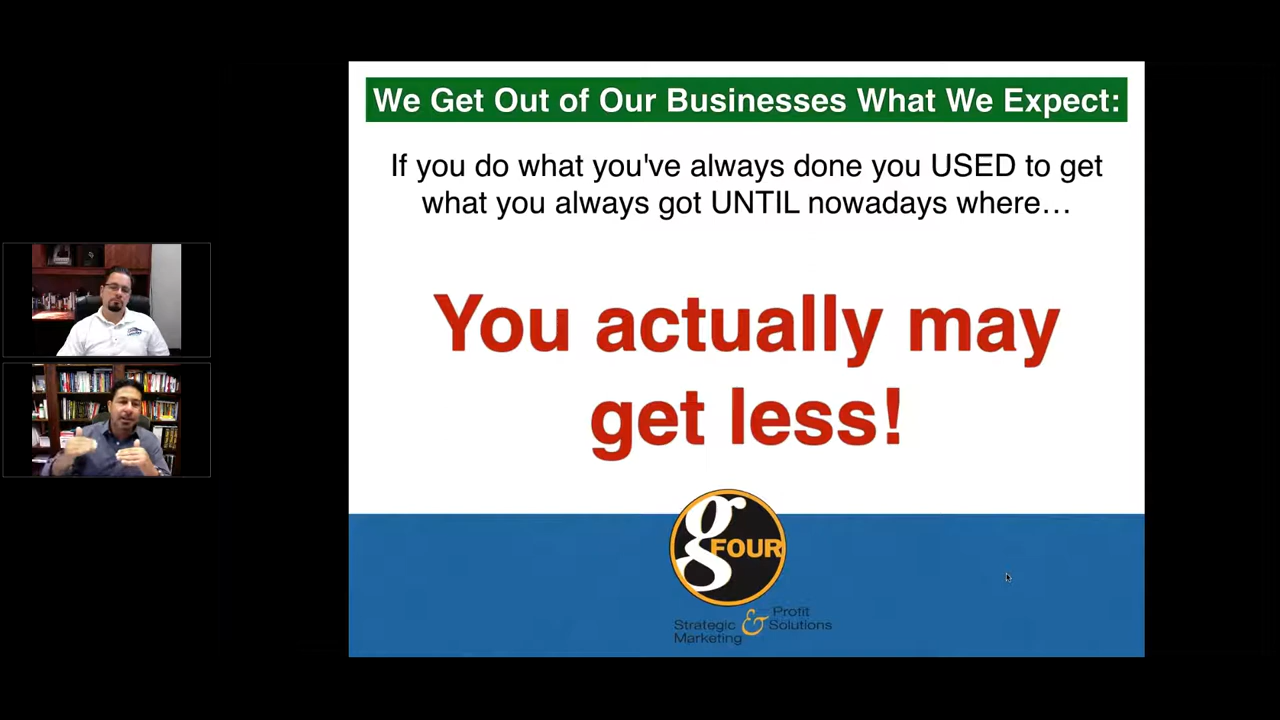 We Get Out of Our Businesses What We Expect:
If you do what you've always done you USED to get
what you always got UNTIL nowadays where…
You actually may
get less!
g FOUR
Strategic & Profit
Marketing Solutions